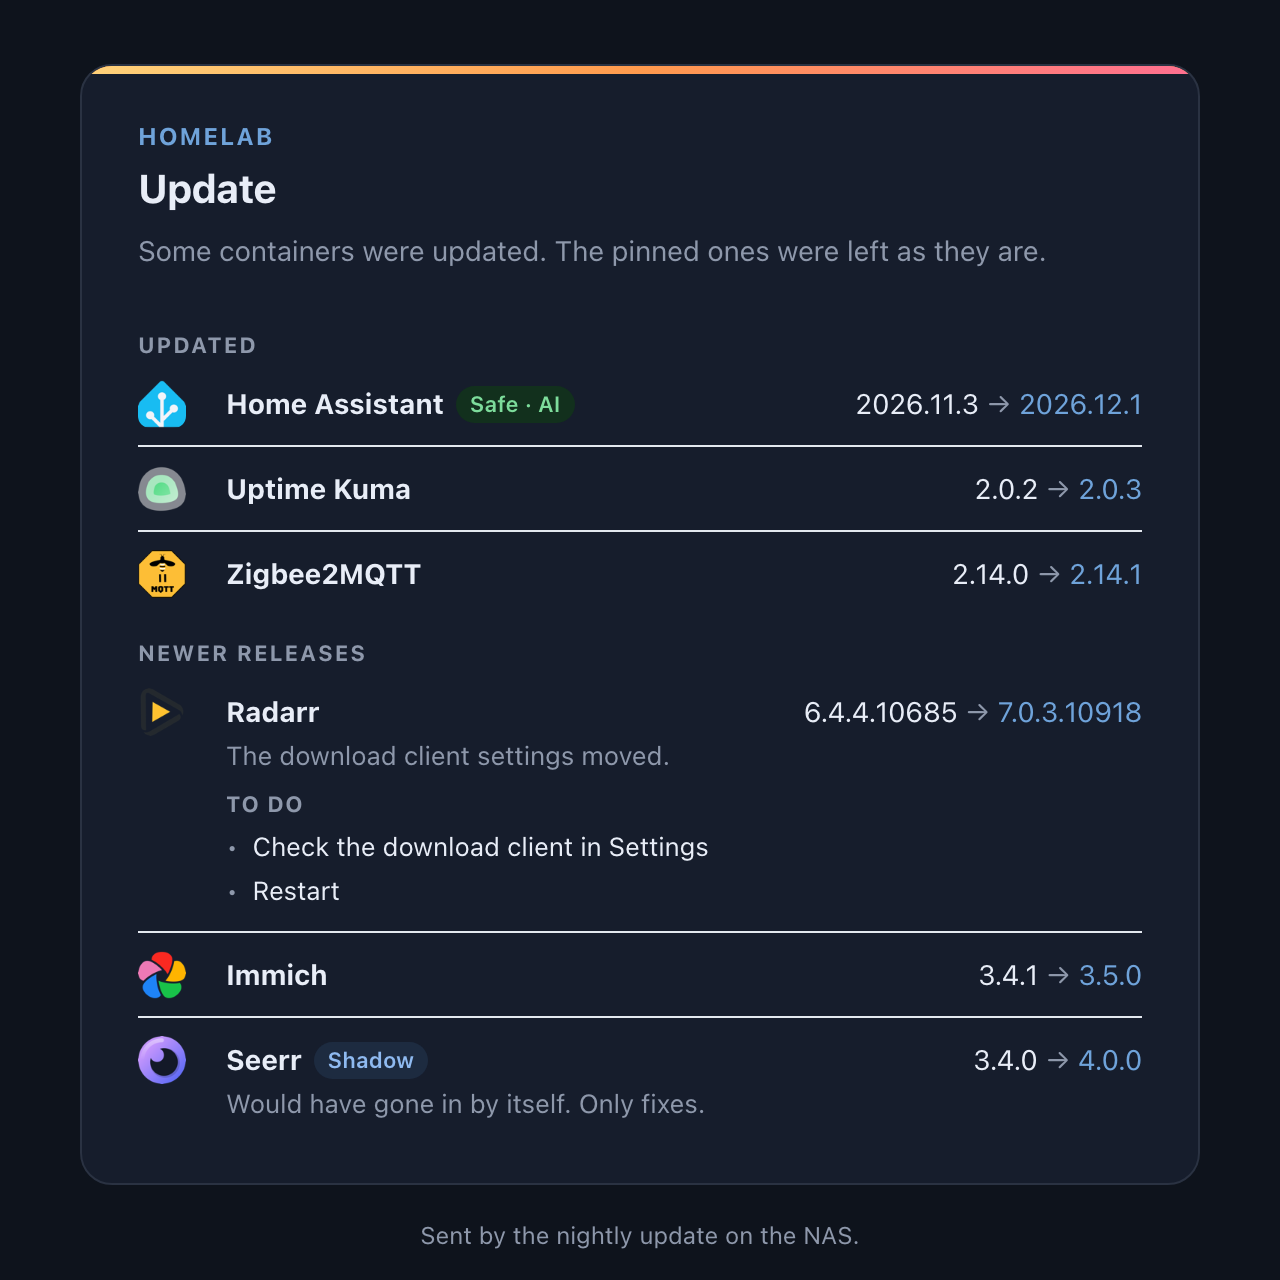 HOMELAB
Update
Some containers were updated. The pinned ones were left as they are.
UPDATED
Home Assistant Safe · AI 2026.11.3 → 2026.12.1
Uptime Kuma 2.0.2 → 2.0.3
MQTT
Zigbee2MQTT 2.14.0 → 2.14.1
NEWER RELEASES
Radarr 6.4.4.10685 → 7.0.3.10918
The download client settings moved.
TO DO
• Check the download client in Settings
• Restart
Immich 3.4.1 → 3.5.0
Seerr Shadow 3.4.0 → 4.0.0
Would have gone in by itself. Only fixes.
Sent by the nightly update on the NAS.